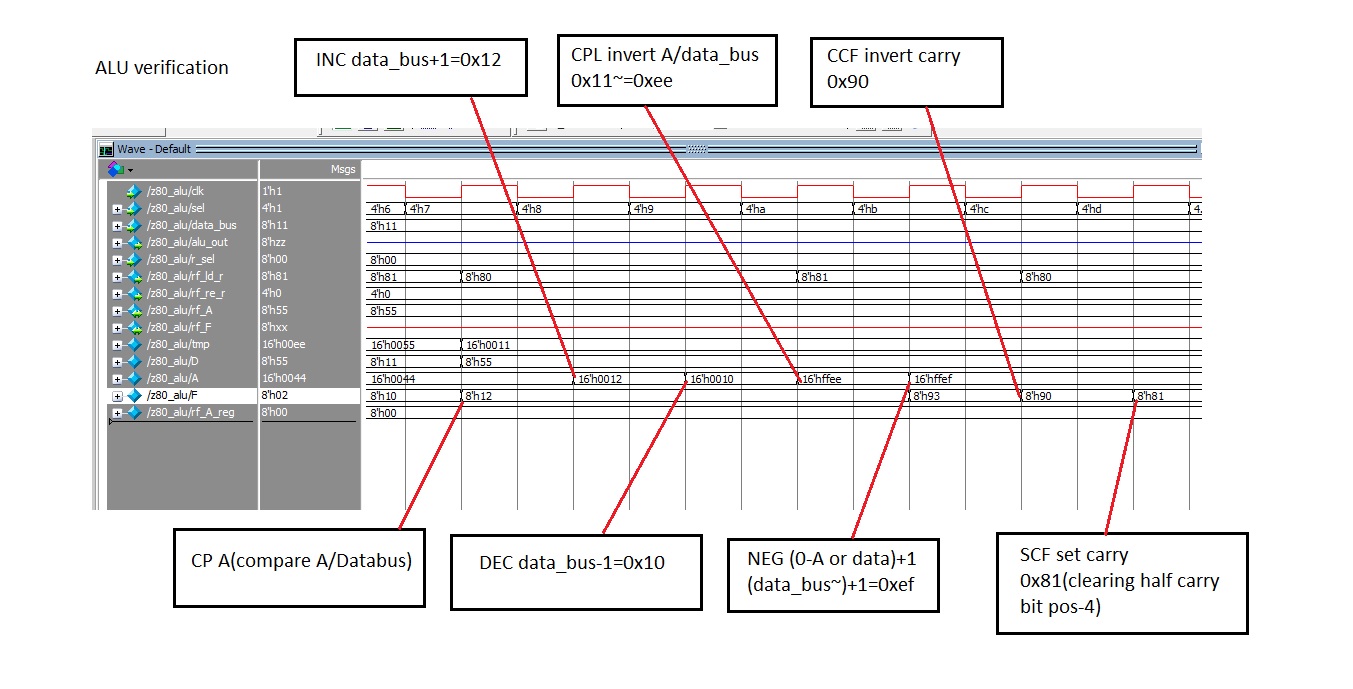 ALU verification
INC data_bus+1=0x12
CPL invert A/data_bus
0x11~=0xee
CCF invert carry
0x90
Wave - Default
Msgs
/z80_alu/clk 1'h1
/z80_alu/sel 4'h1 4'h6 4'h7 4'h8 4'h9 4'ha 4'hb 4'hc 4'hd 4.
/z80_alu/data_bus 8'h11 8'h11
/z80_alu/alu_out 8'hzz
/z80_alu/r_sel 8'h00 8'h00
/z80_alu/rf_ld_r 8'h81 8'h81 8'h80 8'h81 8'h80
/z80_alu/rf_re_r 4'h0 4'h0
/z80_alu/rf_A 8'h55 8'h55
/z80_alu/rf_F 8'hxx
/z80_alu/tmp 16'h00ee 16'h0055 16'h0011
/z80_alu/D 8'h55 8'h11 8'h55
/z80_alu/A 16'h0044 16'h0044 16'h0012 16'h0010 16'hffee 16'hffef
/z80_alu/F 8'h02 8'h10 8'h12 8'h93 8'h90 8'h81
/z80_alu/rf_A_reg 8'h00 8'h00
CP A(compare A/Databus)
DEC data_bus-1=0x10
NEG (0-A or data)+1
(data_bus~)+1=0xef
SCF set carry
0x81(clearing half carry
bit pos-4)